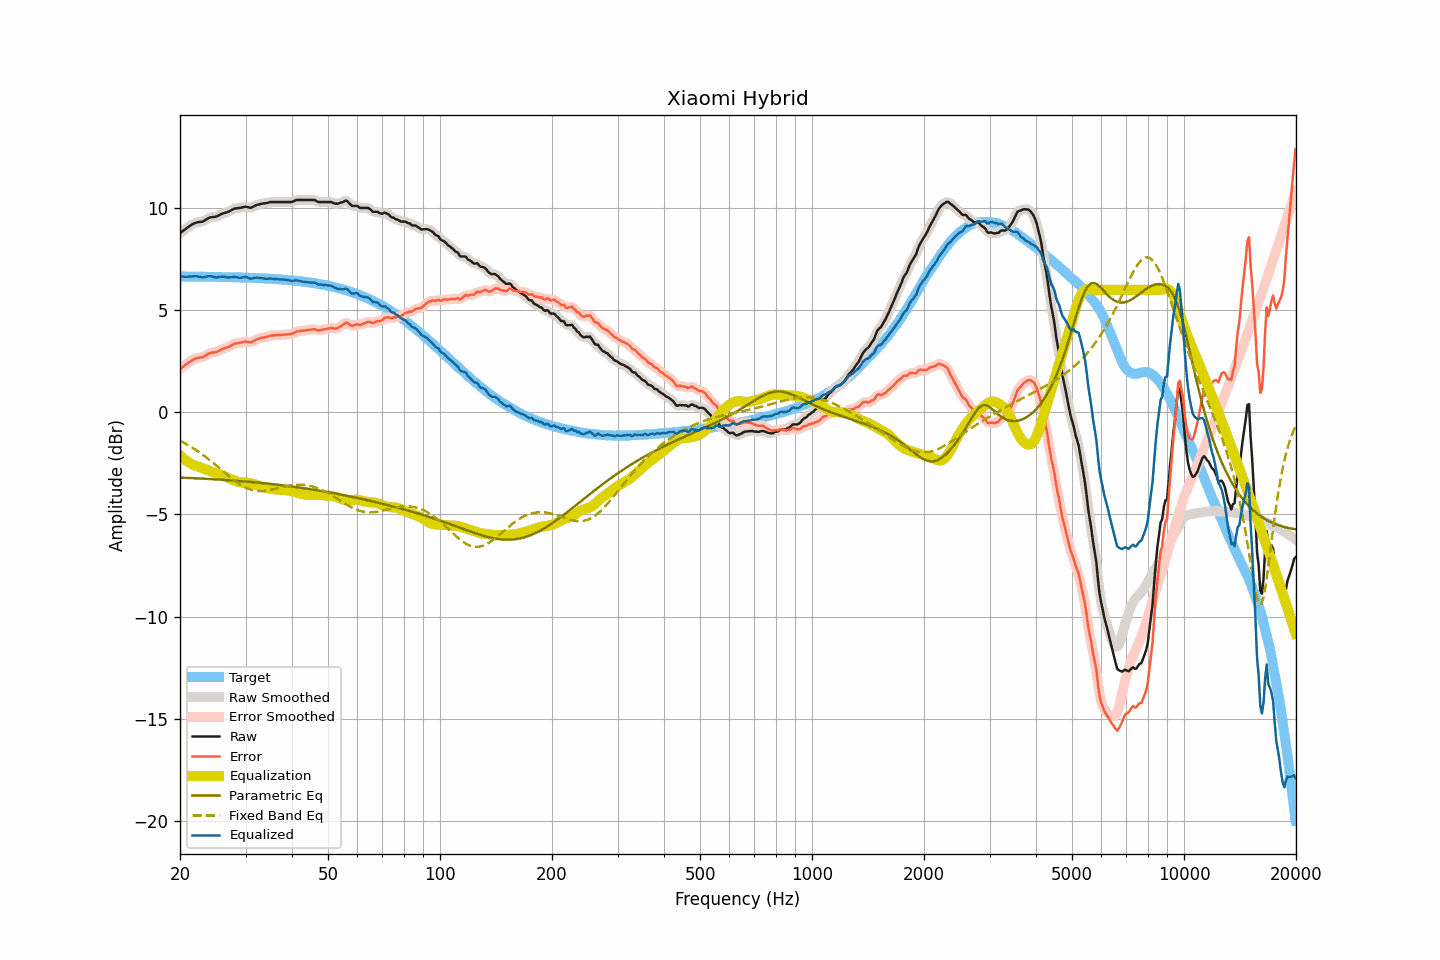 Xiaomi Hybrid
Amplitude (dBr)
10
5
0
−5
−10
−15
−20
Target
Raw Smoothed
Error Smoothed
Raw
Error
Equalization
Parametric Eq
Fixed Band Eq
Equalized
20 50 100 200 500 1000 2000 5000 10000 20000
Frequency (Hz)